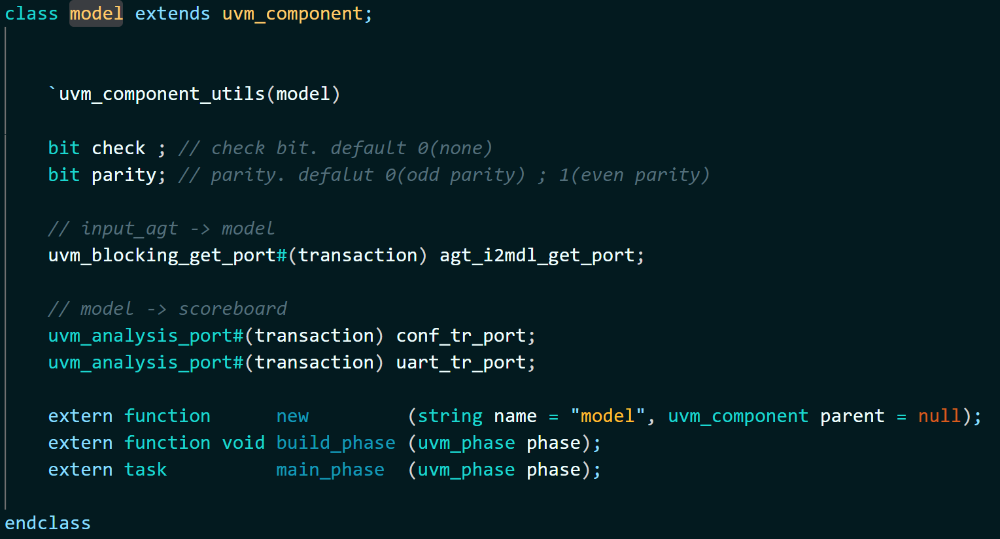 class model extends uvm_component;
`uvm_component_utils(model)
bit check ; // check bit. default 0(none)
bit parity; // parity. defalut 0(odd parity) ; 1(even parity)
// input_agt -> model
uvm_blocking_get_port#(transaction) agt_i2mdl_get_port;
// model -> scoreboard
uvm_analysis_port#(transaction) conf_tr_port;
uvm_analysis_port#(transaction) uart_tr_port;
extern function new (string name = "model", uvm_component parent = null);
extern function void build_phase (uvm_phase phase);
extern task main_phase (uvm_phase phase);
endclass